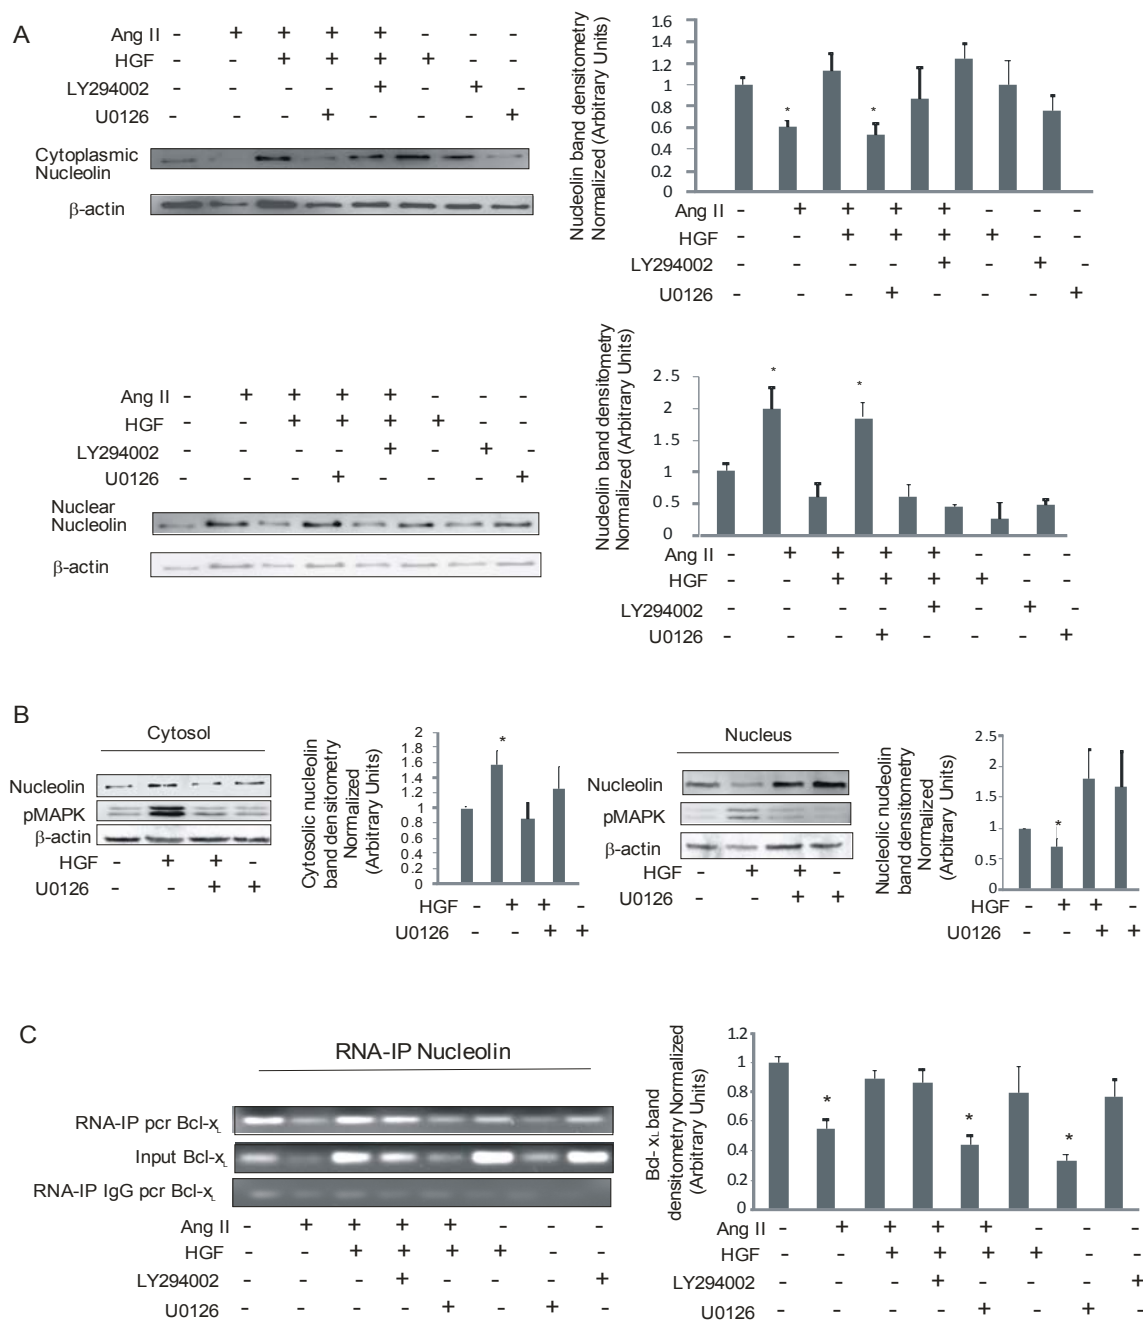 A
Ang II - + + + + - - -
HGF - - + + + + - -
LY294002 - - - - + - + -
U0126 - - - + - - - +
Cytoplasmic
Nucleolin
β-actin
Nucleolin band densitometry
Normalized (Arbitrary Units)
1.6
1.4
1.2
1
0.8
0.6
0.4
0.2
0
* *
Ang II - + + + + - - -
HGF - - + + + + - -
LY294002 - - - - + - + -
U0126 - - - + - - - +
Ang II - + + + + - - -
HGF - - + + + + - -
LY294002 - - - - + - + -
U0126 - - - + - - - +
Nuclear
Nucleolin
β-actin
Nucleolin band densitometry
Normalized (Arbitrary Units)
2.5
2
1.5
1
0.5
0
* *
Ang II - + + + + - - -
HGF - - + + + + - -
LY294002 - - - - + - + -
U0126 - - - + - - - +
B
Cytosol
Nucleolin
pMAPK
β-actin
HGF - + + -
U0126 - - + +
Cytosolic nucleolin
band densitometry
Normalized
(Arbitrary Units)
2
1.8
1.6
1.4
1.2
1
0.8
0.6
0.4
0.2
0
*
HGF - + + -
U0126 - - + +
Nucleus
Nucleolin
pMAPK
β-actin
HGF - + + -
U0126 - - + +
Nucleolic nucleolin
band densitometry
Normalized
(Arbitrary Units)
2.5
2
1.5
1
0.5
0
*
HGF - + + -
U0126 - - + +
C
RNA-IP Nucleolin
RNA-IP pcr Bcl-xL
Input Bcl-xL
RNA-IP IgG pcr Bcl-xL
Ang II - + + + + - - -
HGF - - + + + + - -
LY294002 - - - + - - - +
U0126 - - - - + - + -
Bcl- xL band
densitometry Normalized
(Arbitrary Units)
1.2
1
0.8
0.6
0.4
0.2
0
* * *
Ang II - + + + + - - -
HGF - - + + + + - -
LY294002 - - - + - - - +
U0126 - - - - + - + -